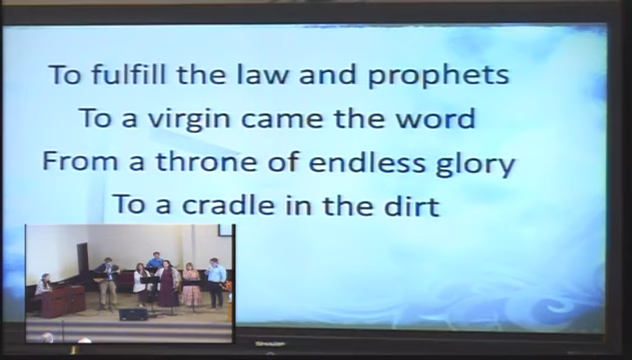 To fulfill the law and prophets
To a virgin came the word
From a throne of endless glory
To a cradle in the dirt
SHARP